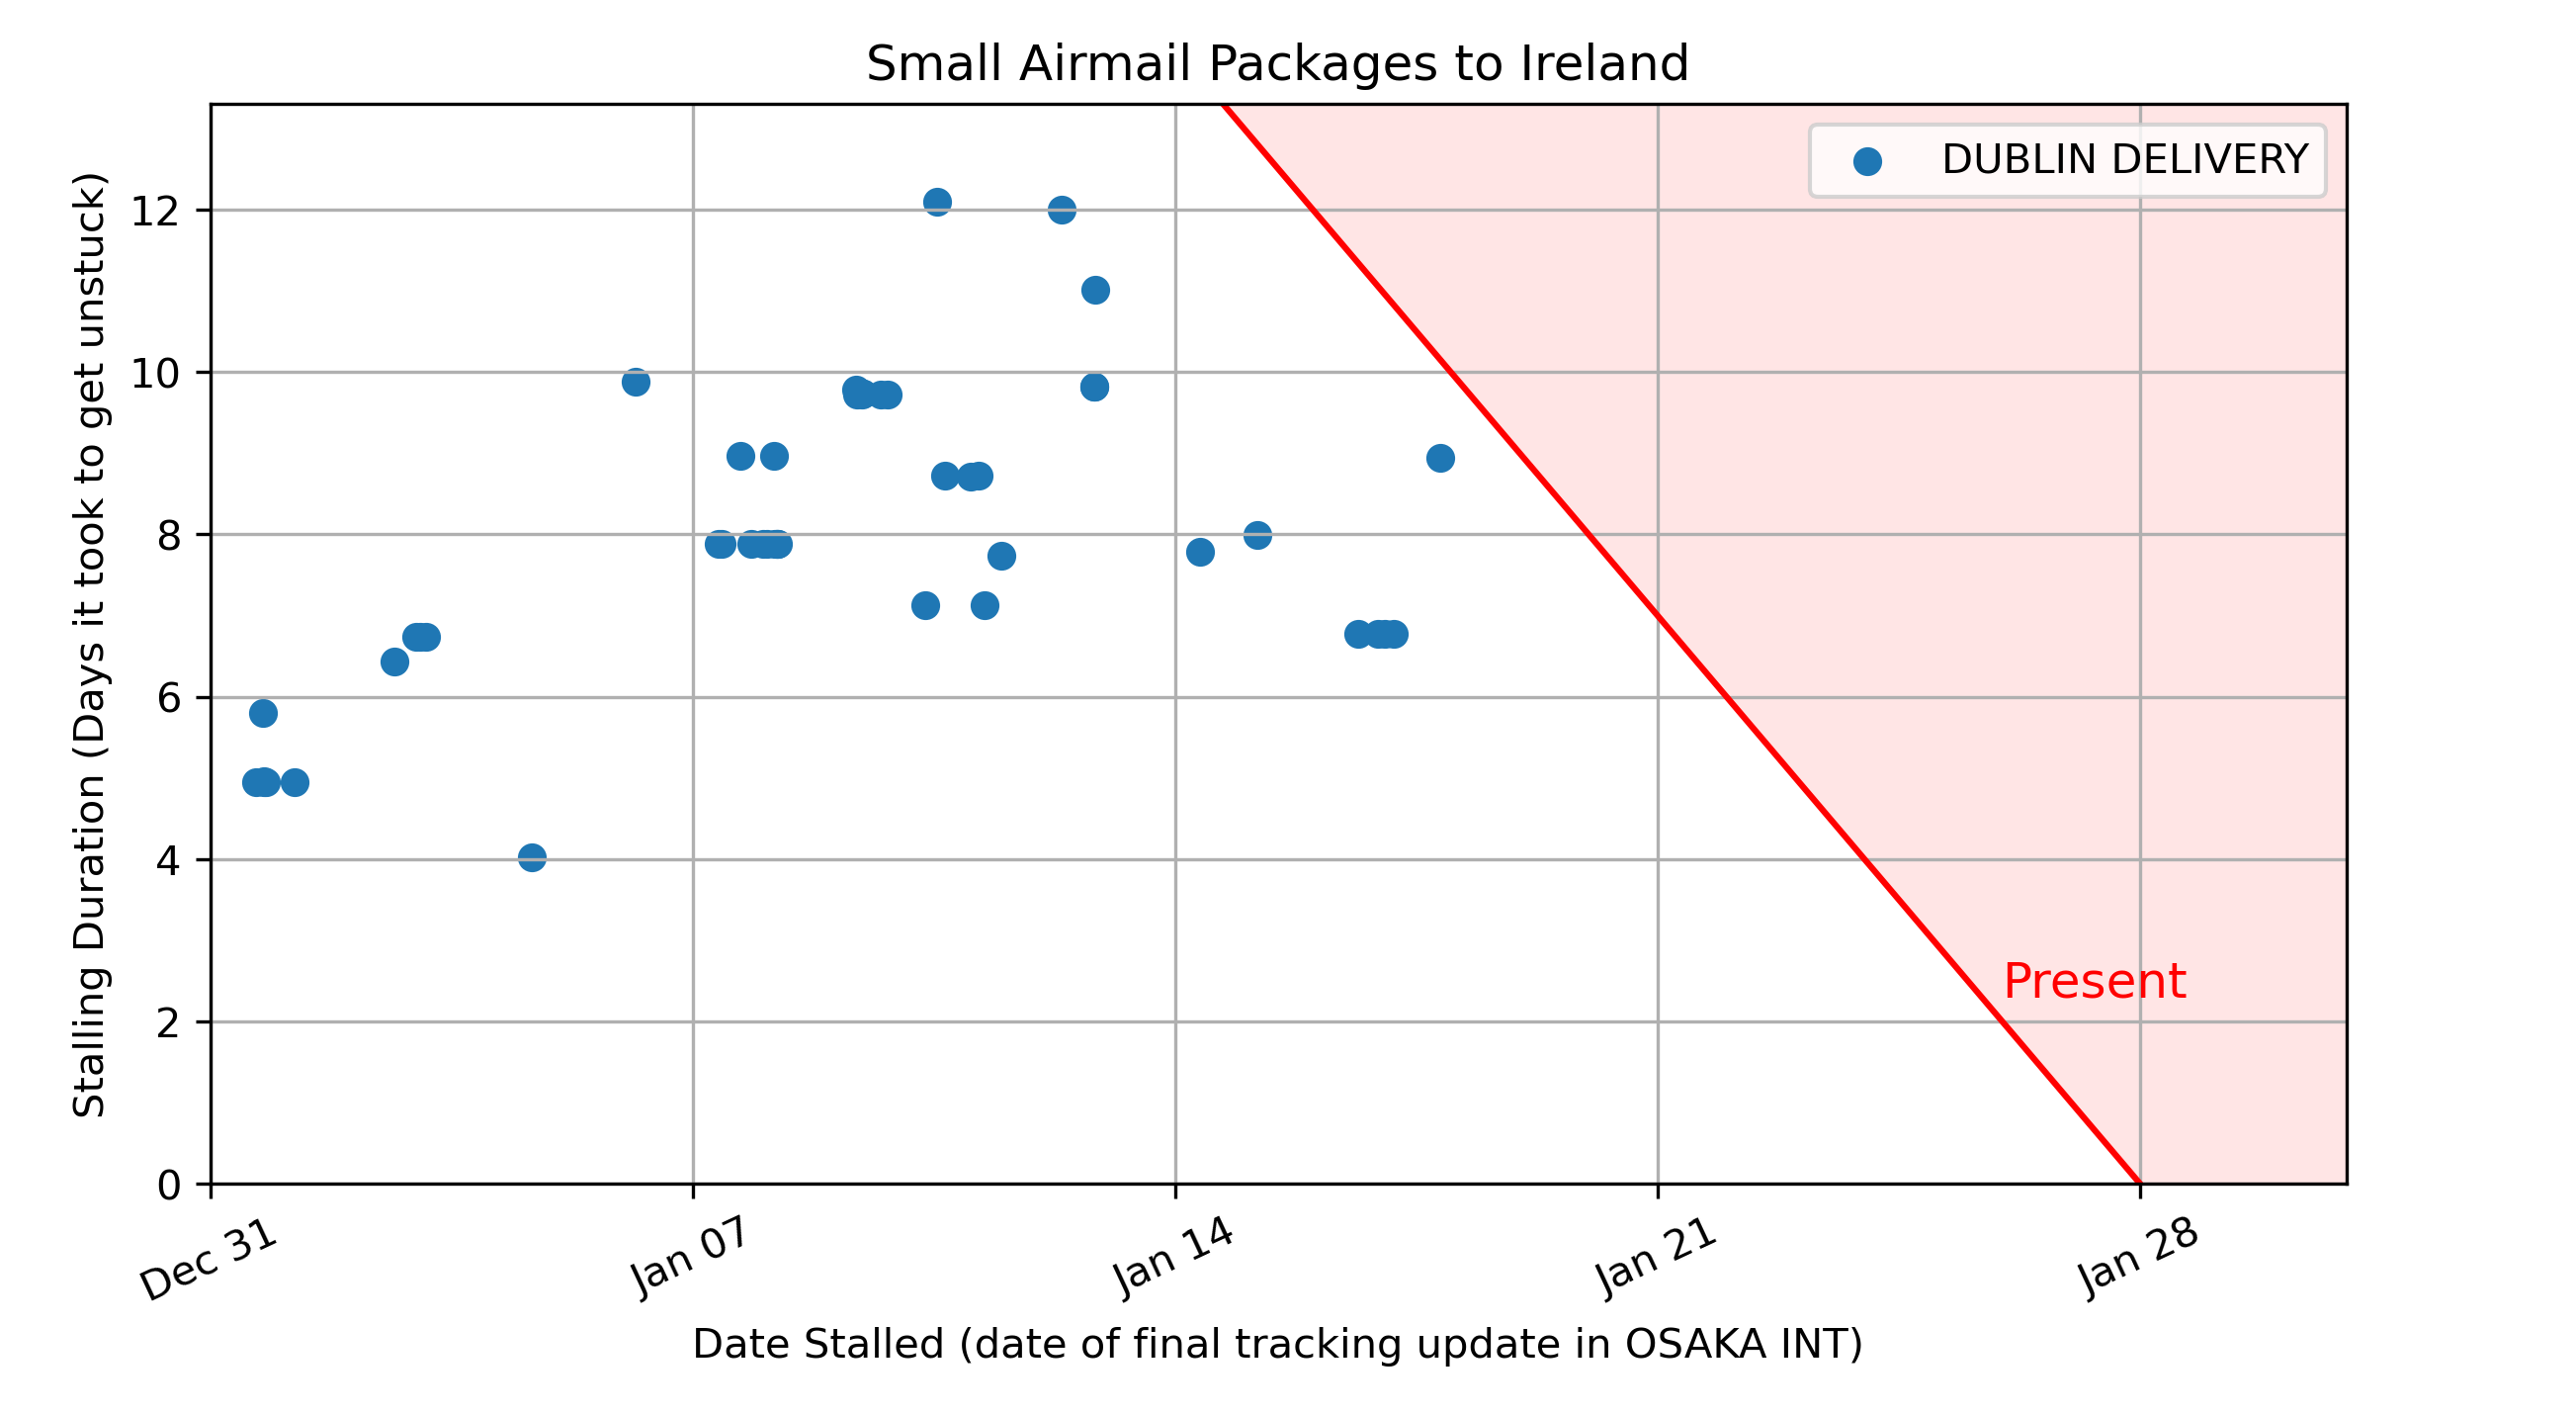 Small Airmail Packages to Ireland
DUBLIN DELIVERY
Stalling Duration (Days it took to get unstuck)
12
10
8
6
4
2
0
Present
Dec 31
Jan 07
Jan 14
Jan 21
Jan 28
Date Stalled (date of final tracking update in OSAKA INT)